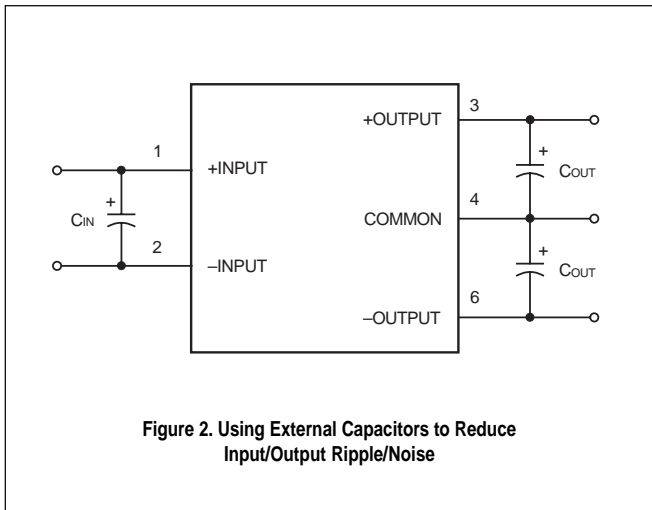 3
+OUTPUT
1
+
+INPUT
COUT
4
+
CIN
COMMON
2
+
–INPUT
COUT
6
–OUTPUT
Figure 2. Using External Capacitors to Reduce
Input/Output Ripple/Noise